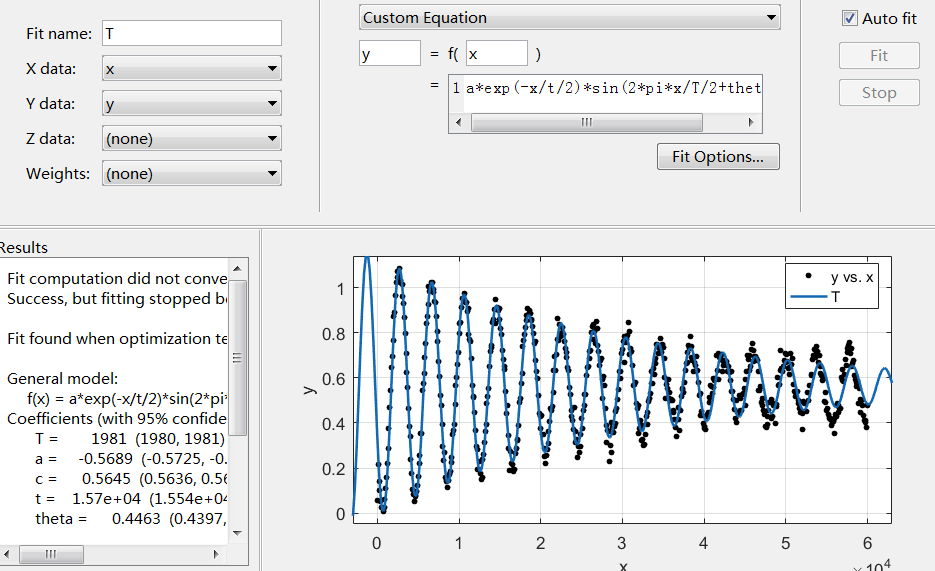 Fit name: T
X data: x
Y data: y
Z data: (none)
Weights: (none)
Custom Equation
y = f( x )
= 1 a*exp(-x/t/2)*sin(2*pi*x/T/2+thet
Fit Options...
Auto fit
Fit
Stop
Results
Fit computation did not conve
Success, but fitting stopped b
Fit found when optimization te
General model:
f(x) = a*exp(-x/t/2)*sin(2*pi*
Coefficients (with 95% confide
T = 1981 (1980, 1981)
a = -0.5689 (-0.5725, -0.
c = 0.5645 (0.5636, 0.56
t = 1.57e+04 (1.554e+04
theta = 0.4463 (0.4397,
y vs. x
T
1
0.8
0.6
0.4
0.2
0
y
0 1 2 3 4 5 6
x